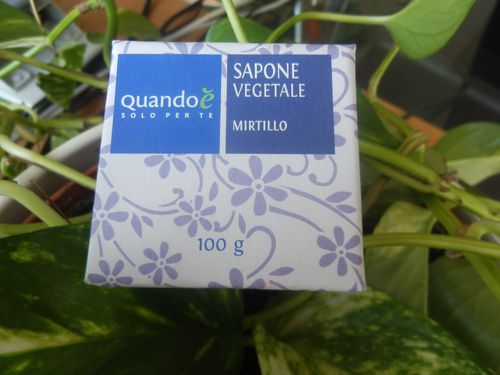 quandoè
SOLO PER TE
SAPONE
VEGETALE
MIRTILLO
100 g